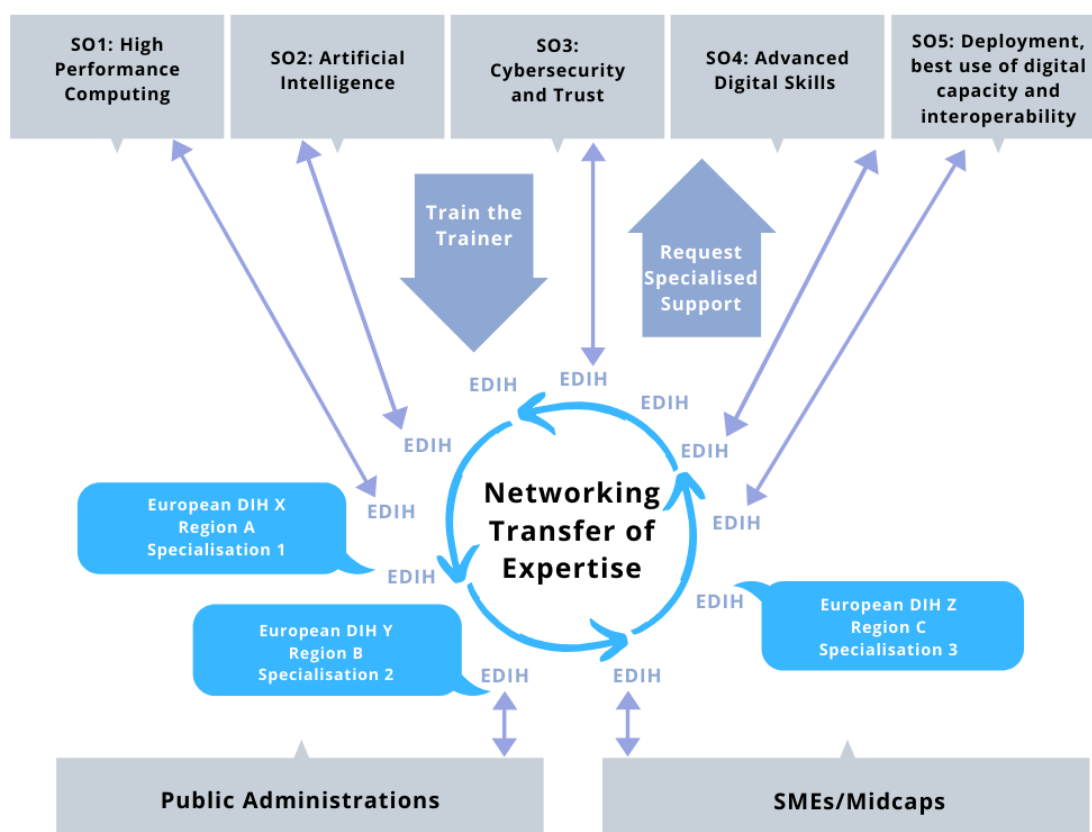 SO1: High
Performance
Computing
SO2: Artificial
Intelligence
SO3:
Cybersecurity
and Trust
SO4: Advanced
Digital Skills
SO5: Deployment,
best use of digital
capacity and
interoperability
Train the
Trainer
Request
Specialised
Support
EDIH
EDIH
EDIH
EDIH
EDIH
EDIH
EDIH
EDIH
EDIH
EDIH
EDIH
Networking
Transfer of
Expertise
European DIH X
Region A
Specialisation 1
European DIH Y
Region B
Specialisation 2
European DIH Z
Region C
Specialisation 3
Public Administrations
SMEs/Midcaps